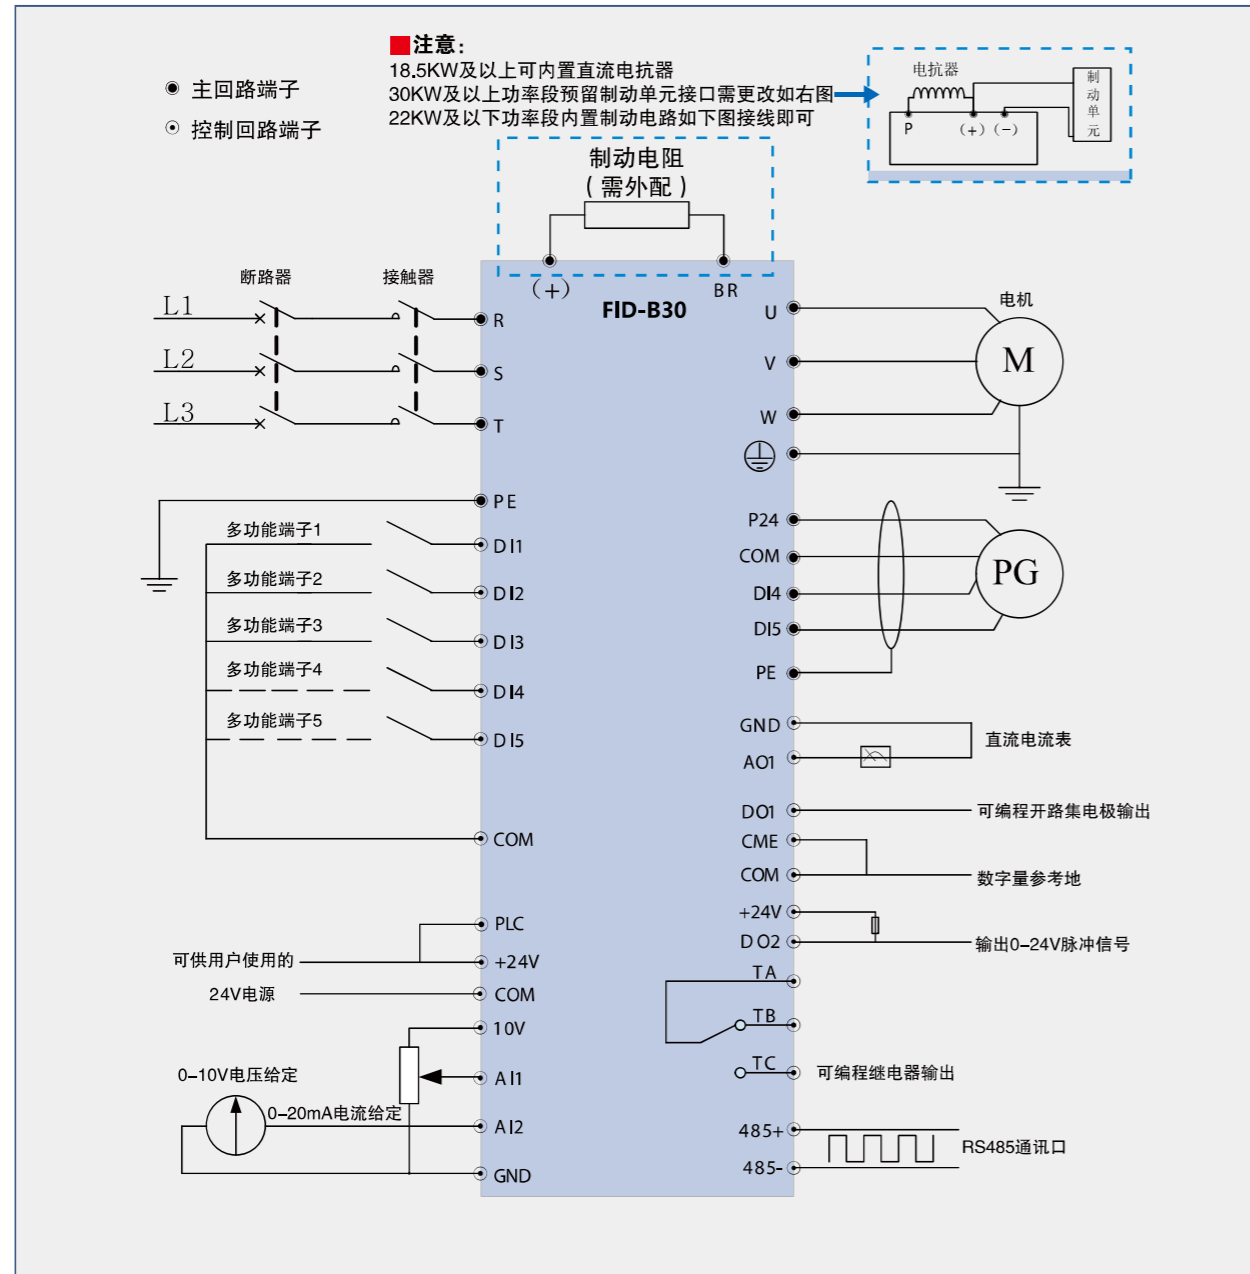 ■注意:
18.5KW及以上可内置直流电抗器
30KW及以上功率段预留制动单元接口需更改如右图
22KW及以下功率段内置制动电路如下图接线即可
主回路端子
控制回路端子
电抗器
P
(+)
(-)
制动单元
制动电阻
(需外配)
(+)
BR
FID-B30
断路器
接触器
L1
L2
L3
R
S
T
PE
多功能端子1
DI1
多功能端子2
DI2
多功能端子3
DI3
多功能端子4
DI4
多功能端子5
DI5
COM
PLC
可供用户使用的
+24V
24V电源
COM
10V
0-10V电压给定
AI1
0-20mA电流给定
AI2
GND
U
电机
V
M
W
P24
COM
PG
DI4
DI5
PE
GND
直流电流表
AO1
DO1
可编程开路集电极输出
CME
COM
数字量参考地
+24V
DO2
输出0-24V脉冲信号
TA
TB
TC
可编程继电器输出
485+
RS485通讯口
485-